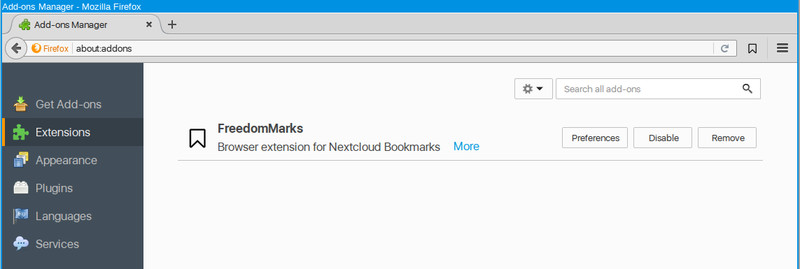 Add-ons Manager - Mozilla Firefox
Add-ons Manager
Firefox about:addons
Search all add-ons
Get Add-ons
Extensions
Appearance
Plugins
Languages
Services
FreedomMarks
Browser extension for Nextcloud Bookmarks More
Preferences Disable Remove